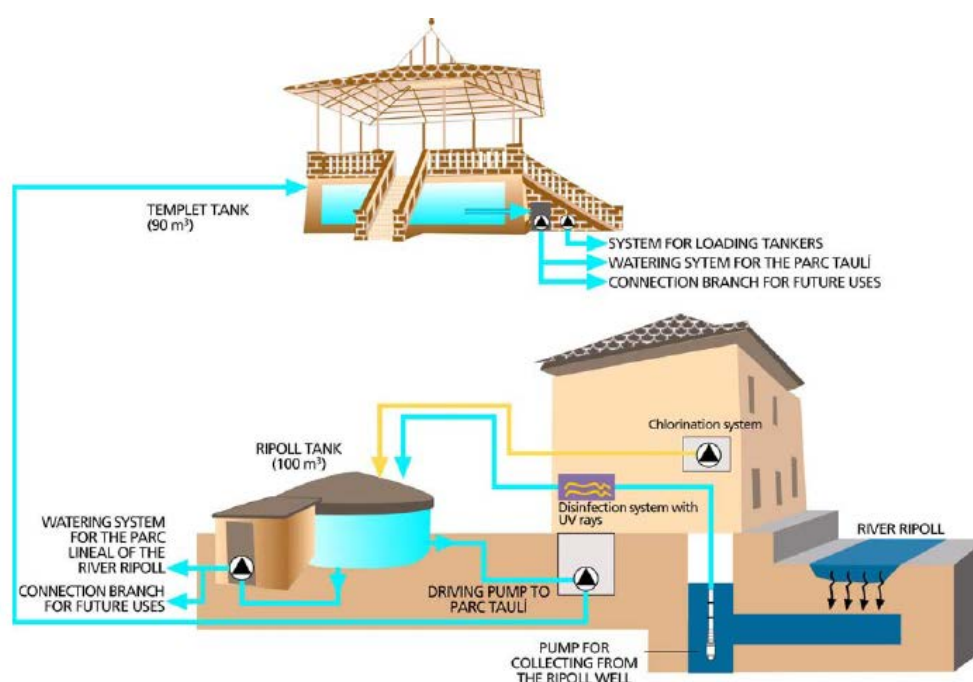 TEMPLET TANK
(90 m³)
SYSTEM FOR LOADING TANKERS
WATERING SYTEM FOR THE PARC TAULÍ
CONNECTION BRANCH FOR FUTURE USES
Chlorination system
RIPOLL TANK
(100 m³)
Disinfection system with
UV rays
RIVER RIPOLL
WATERING SYSTEM
FOR THE PARC
LINEAL OF THE
RIVER RIPOLL
CONNECTION BRANCH
FOR FUTURE USES
DRIVING PUMP TO
PARC TAULÍ
PUMP FOR
COLLECTING FROM
THE RIPOLL WELL